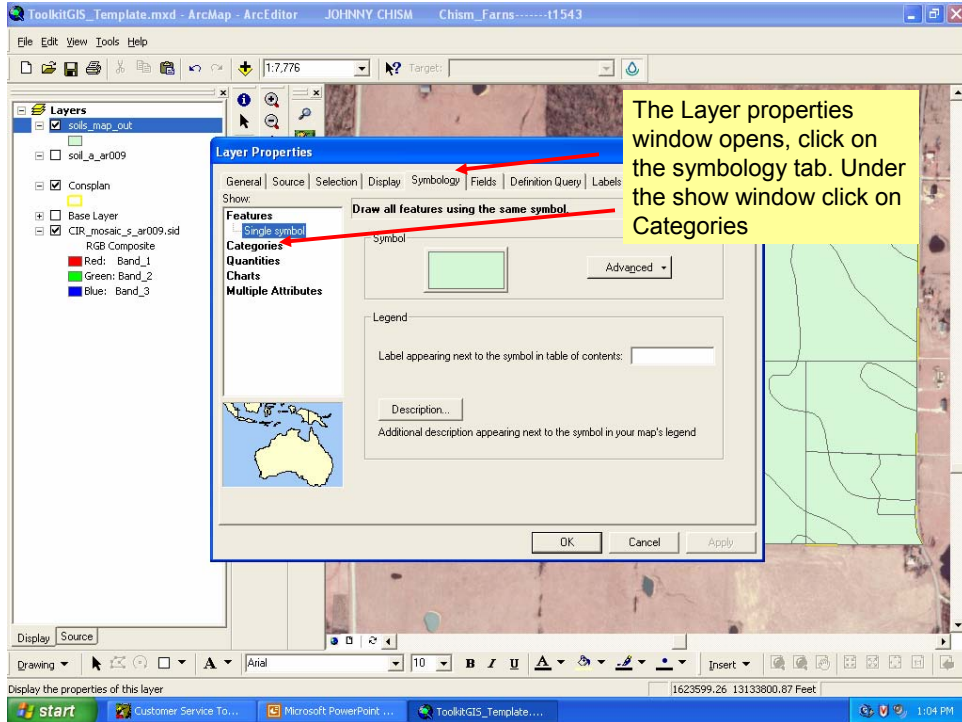 ToolkitGIS_Template.mxd - ArcMap - ArcEditor JOHNNY CHISM Chism_Farns-------t1543
File Edit View Tools Help
1:7,776 Target:
Layers
soils_map_out
soil_a_ar009
Consplan
Base Layer
CIR_mosaic_s_ar009.sid
RGB Composite
Red: Band_1
Green: Band_2
Blue: Band_3
The Layer properties
window opens, click on
the symbology tab. Under
the show window click on
Categories
Layer Properties
General Source Selection Display Symbology Fields Definition Query Labels
Show:
Features
Single symbol
Categories
Quantities
Charts
Multiple Attributes
Draw all features using the same symbol.
Symbol
Advanced
Legend
Label appearing next to the symbol in table of contents:
Description...
Additional description appearing next to the symbol in your map's legend
OK Cancel Apply
Display Source
Drawing A Arial 10 B I U A Insert
Display the properties of this layer 1623599.26 13133800.87 Feet
start Customer Service To... Microsoft PowerPoint ... ToolkitGIS_Template.... 1:04 PM